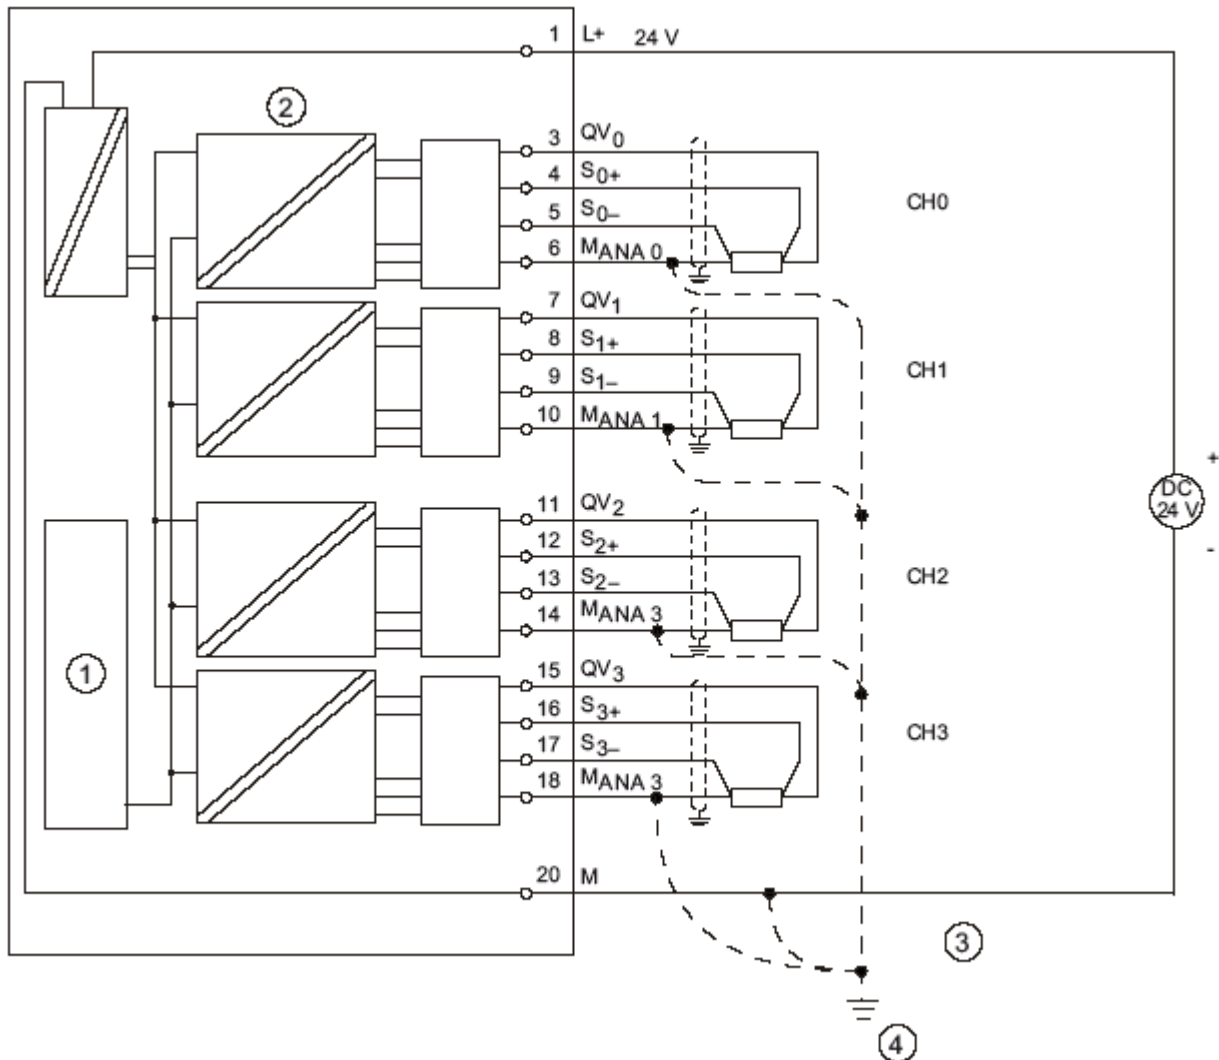 1 L+ 24 V
②
3 QV0
4 S0+
5 S0–
6 MANA 0
CH0
7 QV1
8 S1+
9 S1–
10 MANA 1
CH1
+
DC
24 V
-
11 QV2
12 S2+
13 S2–
14 MANA 3
CH2
①
15 QV3
16 S3+
17 S3–
18 MANA 3
CH3
20 M
③
④